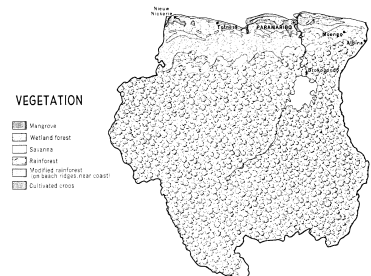 Nieuw
Nickerie
Totness
PARAMARIBO
Moengo
Albina
Brokopondo
VEGETATION
Mangrove
Wetland forest
Savanna
Rainforest
Modified rainforest
(on beach ridges, near coast)
Cultivated crops